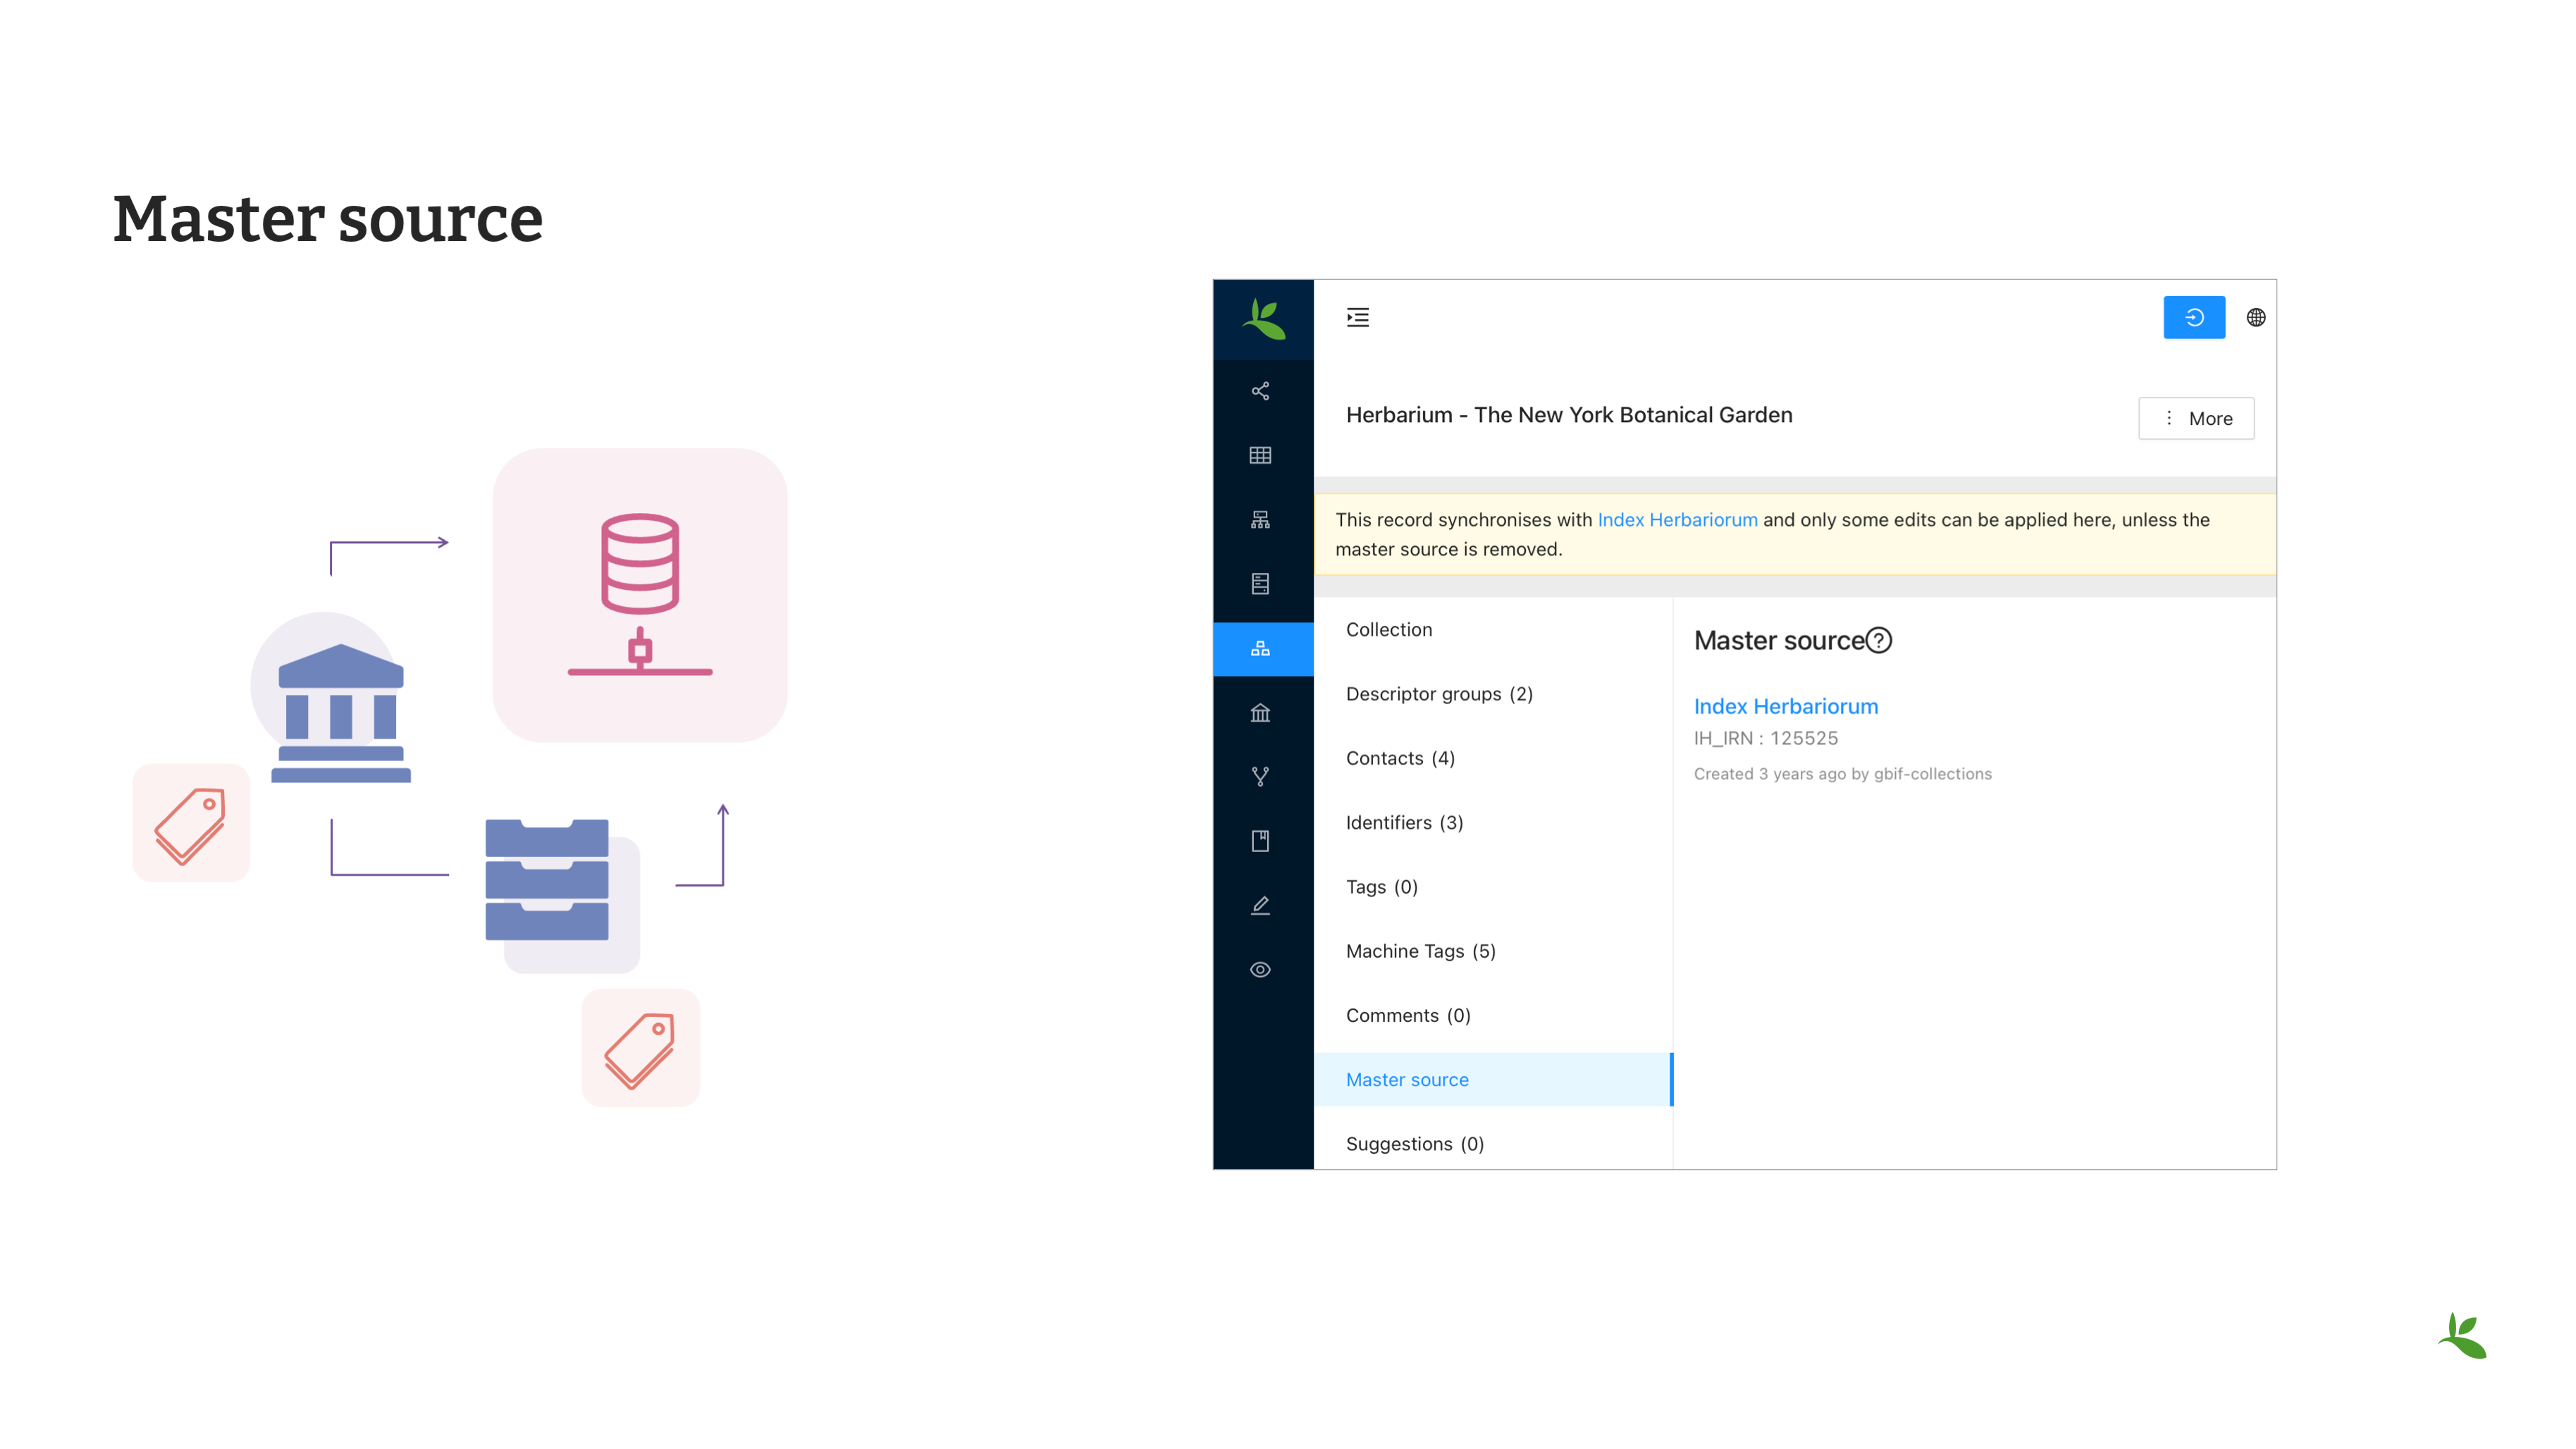 Master source
Herbarium - The New York Botanical Garden
More
This record synchronises with Index Herbariorum and only some edits can be applied here, unless the
master source is removed.
Collection
Descriptor groups (2)
Contacts (4)
Identifiers (3)
Tags (0)
Machine Tags (5)
Comments (0)
Master source
Suggestions (0)
Master source?
Index Herbariorum
IH_IRN : 125525
Created 3 years ago by gbif-collections